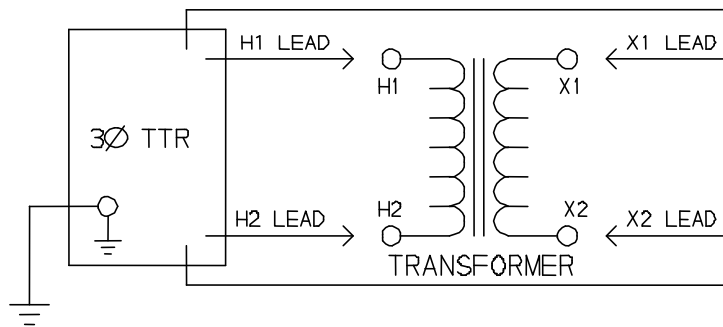 H1 LEAD
X1 LEAD
H1
X1
3Ø TTR
H2
X2
H2 LEAD
X2 LEAD
TRANSFORMER